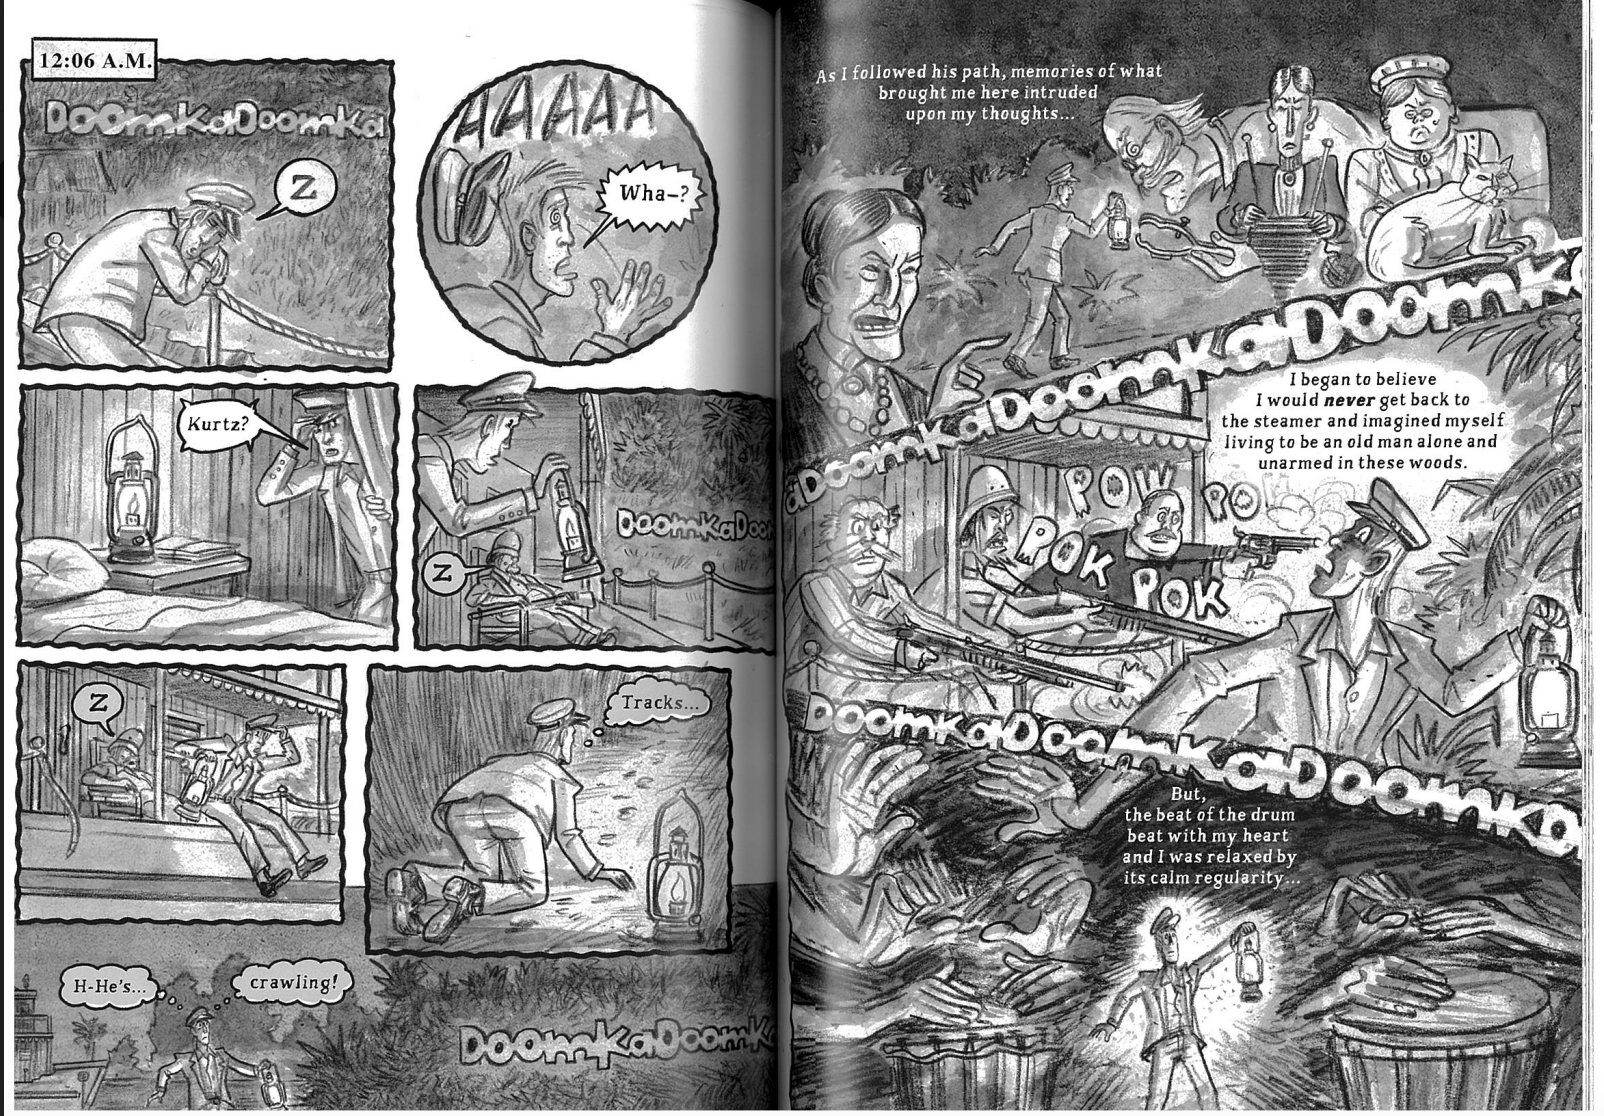 12:06 A.M.
DoomKaDoomKa
Z
AAAAA
Wha–?
Kurtz?
DoomKaDoom
Z
Z
Tracks...
H-He's...
crawling!
DoomKaDoomKa
As I followed his path, memories of what
brought me here intruded
upon my thoughts...
aDoomKaDoomKaDoomKa
I began to believe
I would never get back to
the steamer and imagined myself
living to be an old man alone and
unarmed in these woods.
POW
POW
POK
POK
DoomKaDoomKaDoomKa
But,
the beat of the drum
beat with my heart
and I was relaxed by
its calm regularity...